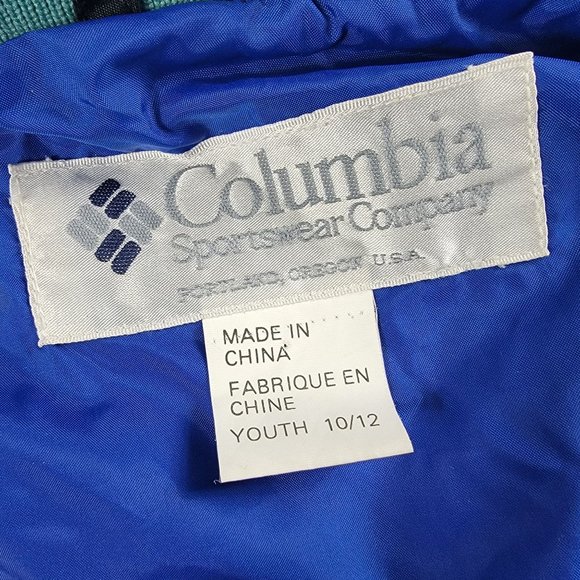 Columbia
Sportswear Company
PORTLAND, OREGON U.S.A.
MADE IN
CHINA
FABRIQUE EN
CHINE
YOUTH 10/12